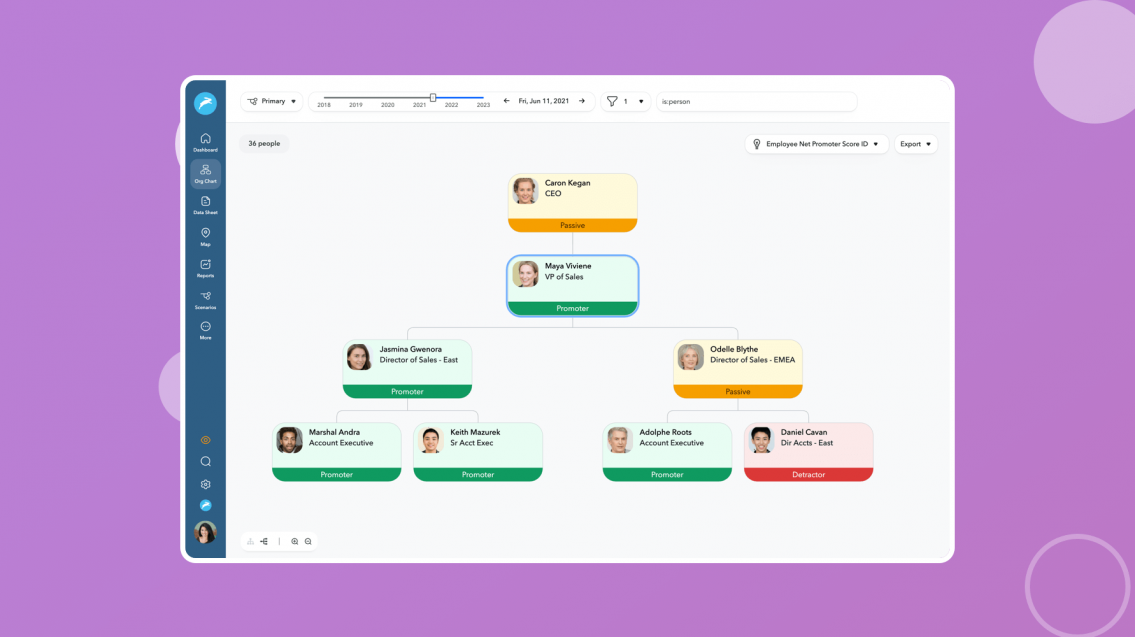 Primary
2018 2019 2020 2021 2022 2023
Fri, Jun 11, 2021
1
is:person
Dashboard
Org Chart
Data Sheet
Map
Reports
Scenarios
More
36 people
Employee Net Promoter Score ID
Export
Caron Kegan
CEO
Passive
Maya Viviene
VP of Sales
Promoter
Jasmina Gwenora
Director of Sales - East
Promoter
Odelle Blythe
Director of Sales - EMEA
Passive
Marshal Andra
Account Executive
Promoter
Keith Mazurek
Sr Acct Exec
Promoter
Adolphe Roots
Account Executive
Promoter
Daniel Cavan
Dir Accts - East
Detractor